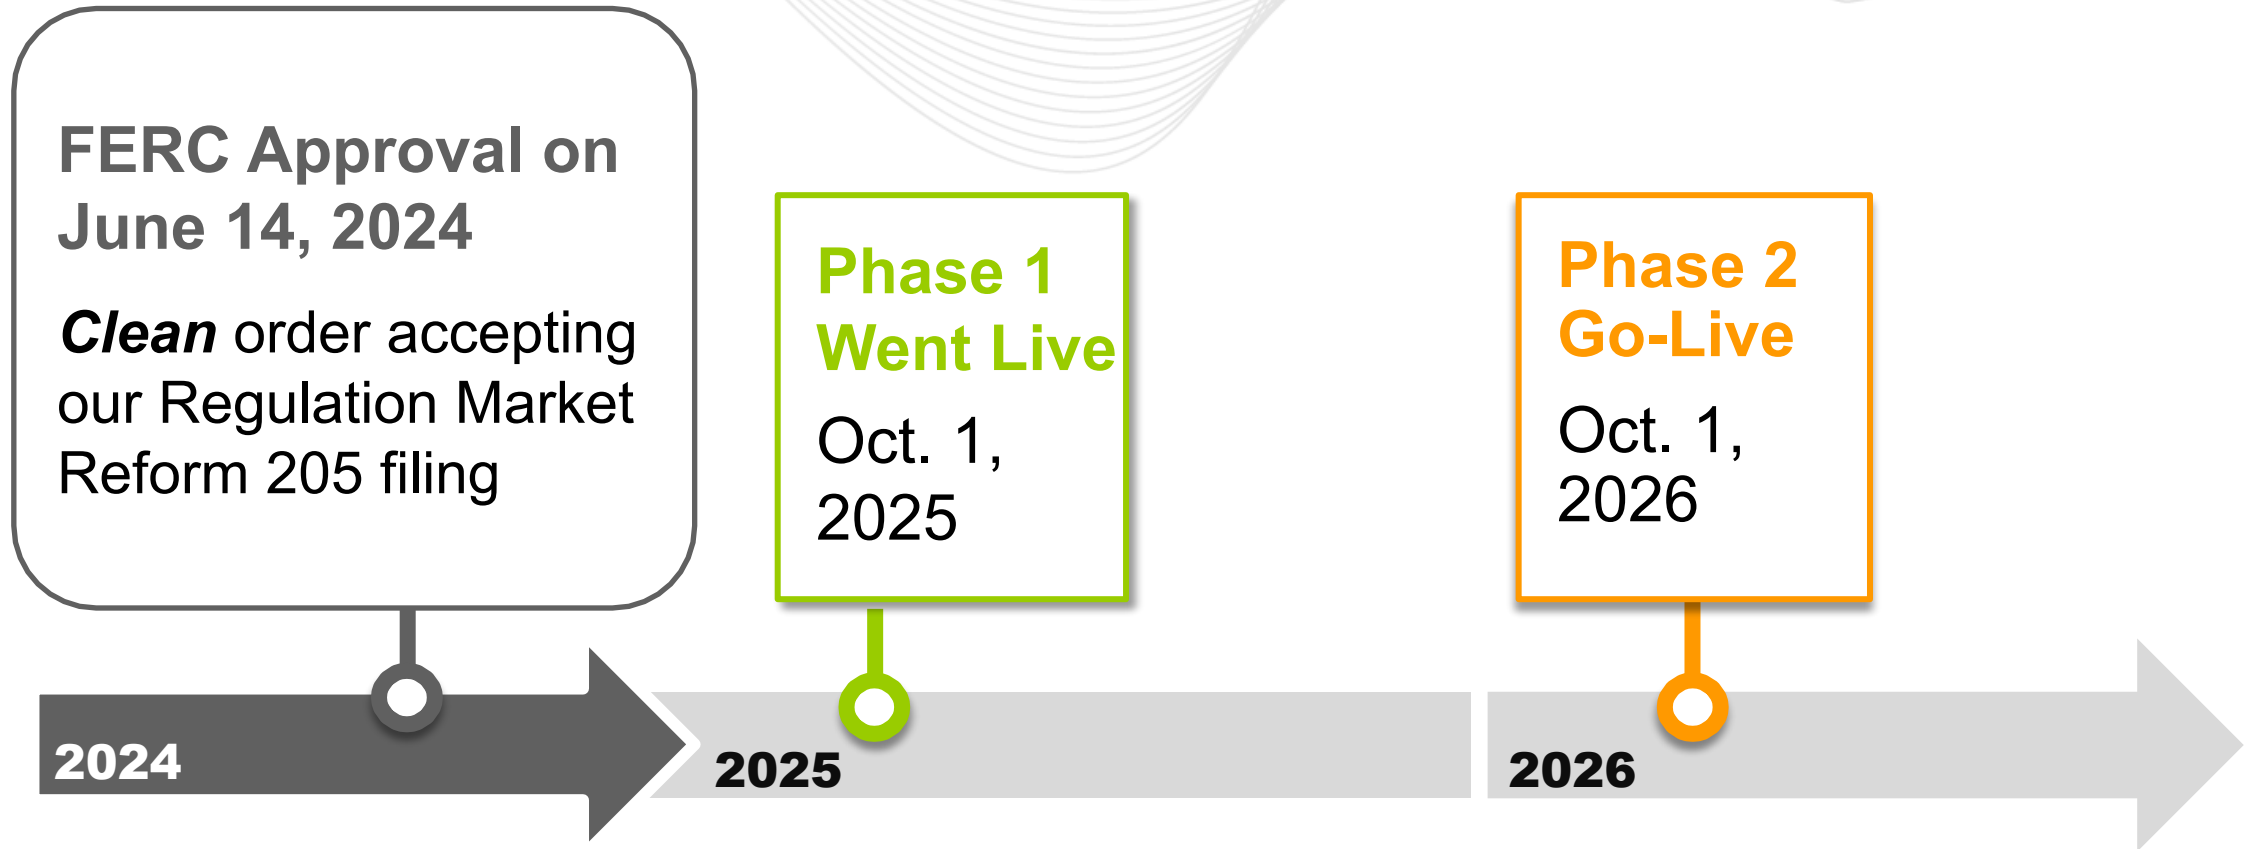 FERC Approval on
June 14, 2024
Clean order accepting
our Regulation Market
Reform 205 filing
Phase 1
Went Live
Oct. 1,
2025
Phase 2
Go-Live
Oct. 1,
2026
2024
2025
2026